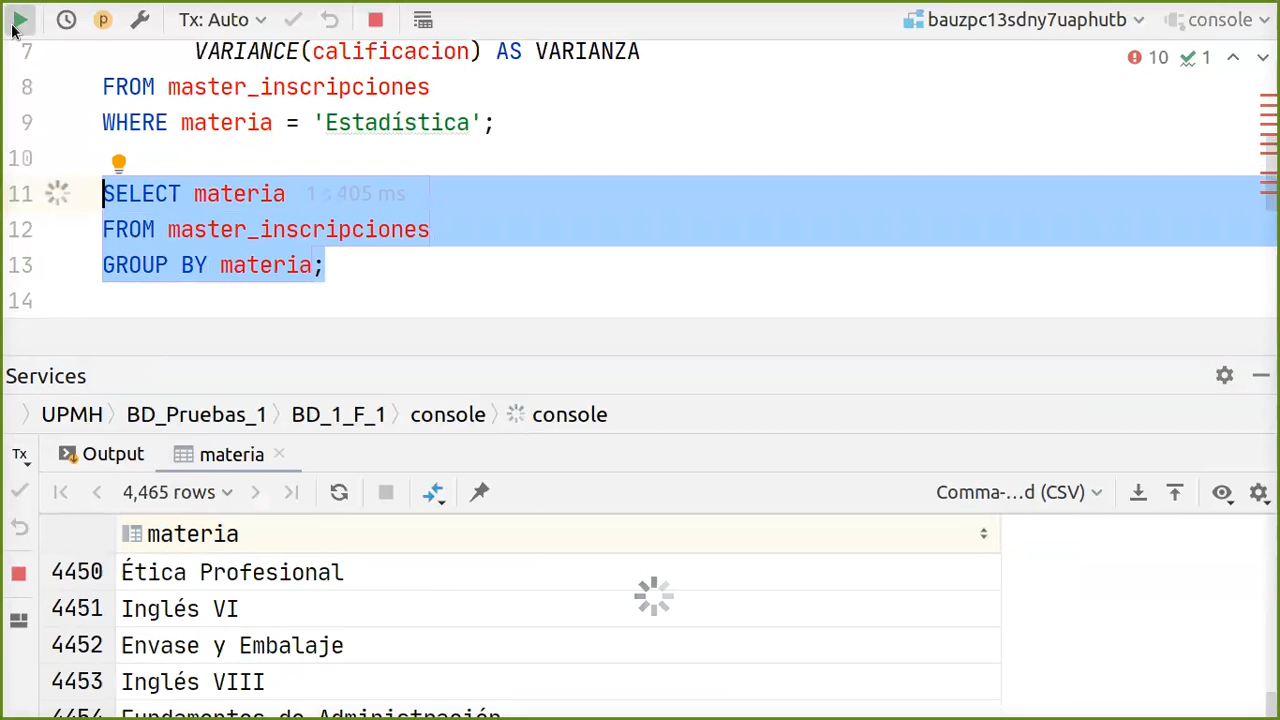 Tx: Auto
bauzpc13sdny7uaphutb
console
7 VARIANCE(calificacion) AS VARIANZA
10 1
8 FROM master_inscripciones
9 WHERE materia = 'Estadística';
10
11 SELECT materia 1 s 405 ms
12 FROM master_inscripciones
13 GROUP BY materia;
14
Services
UPMH BD_Pruebas_1 BD_1_F_1 console console
Tx Output materia
4,465 rows Comma-...d (CSV)
materia
4450 Ética Profesional
4451 Inglés VI
4452 Envase y Embalaje
4453 Inglés VIII
4454 Fundamentos de Administración